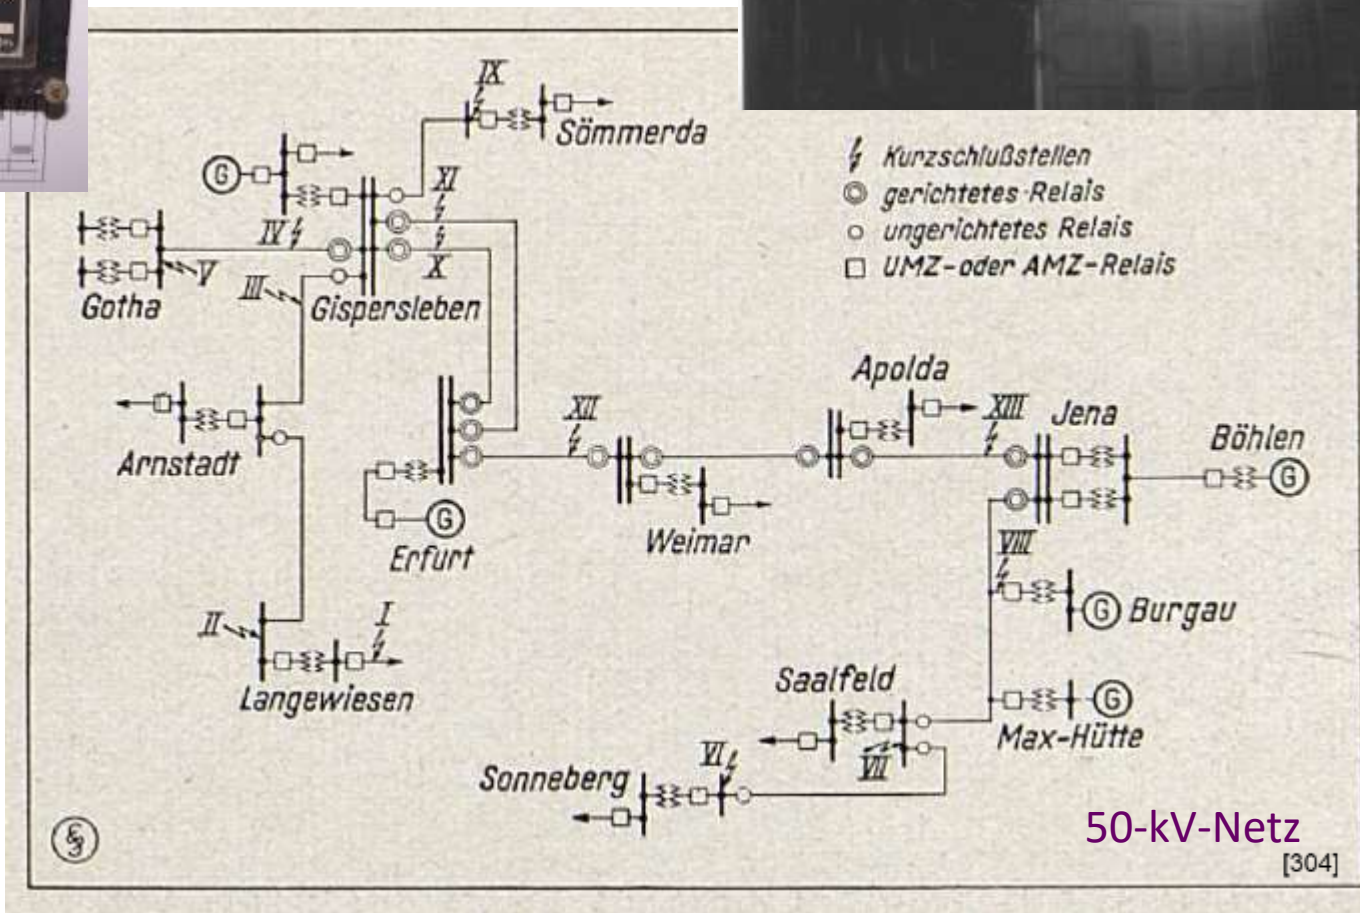 IX
Sömmerda
Kurzschlußstellen
gerichtetes Relais
ungerichtetes Relais
UMZ- oder AMZ-Relais
G
XI
IV
X
V
III
Gotha
Gispersleben
Apolda
XII
XIII
Jena
Böhlen
Arnstadt
G
G
Erfurt
Weimar
VIII
G Burgau
II
I
Saalfeld
Langewiesen
G
Max-Hütte
VI
VII
Sonneberg
50-kV-Netz
[304]